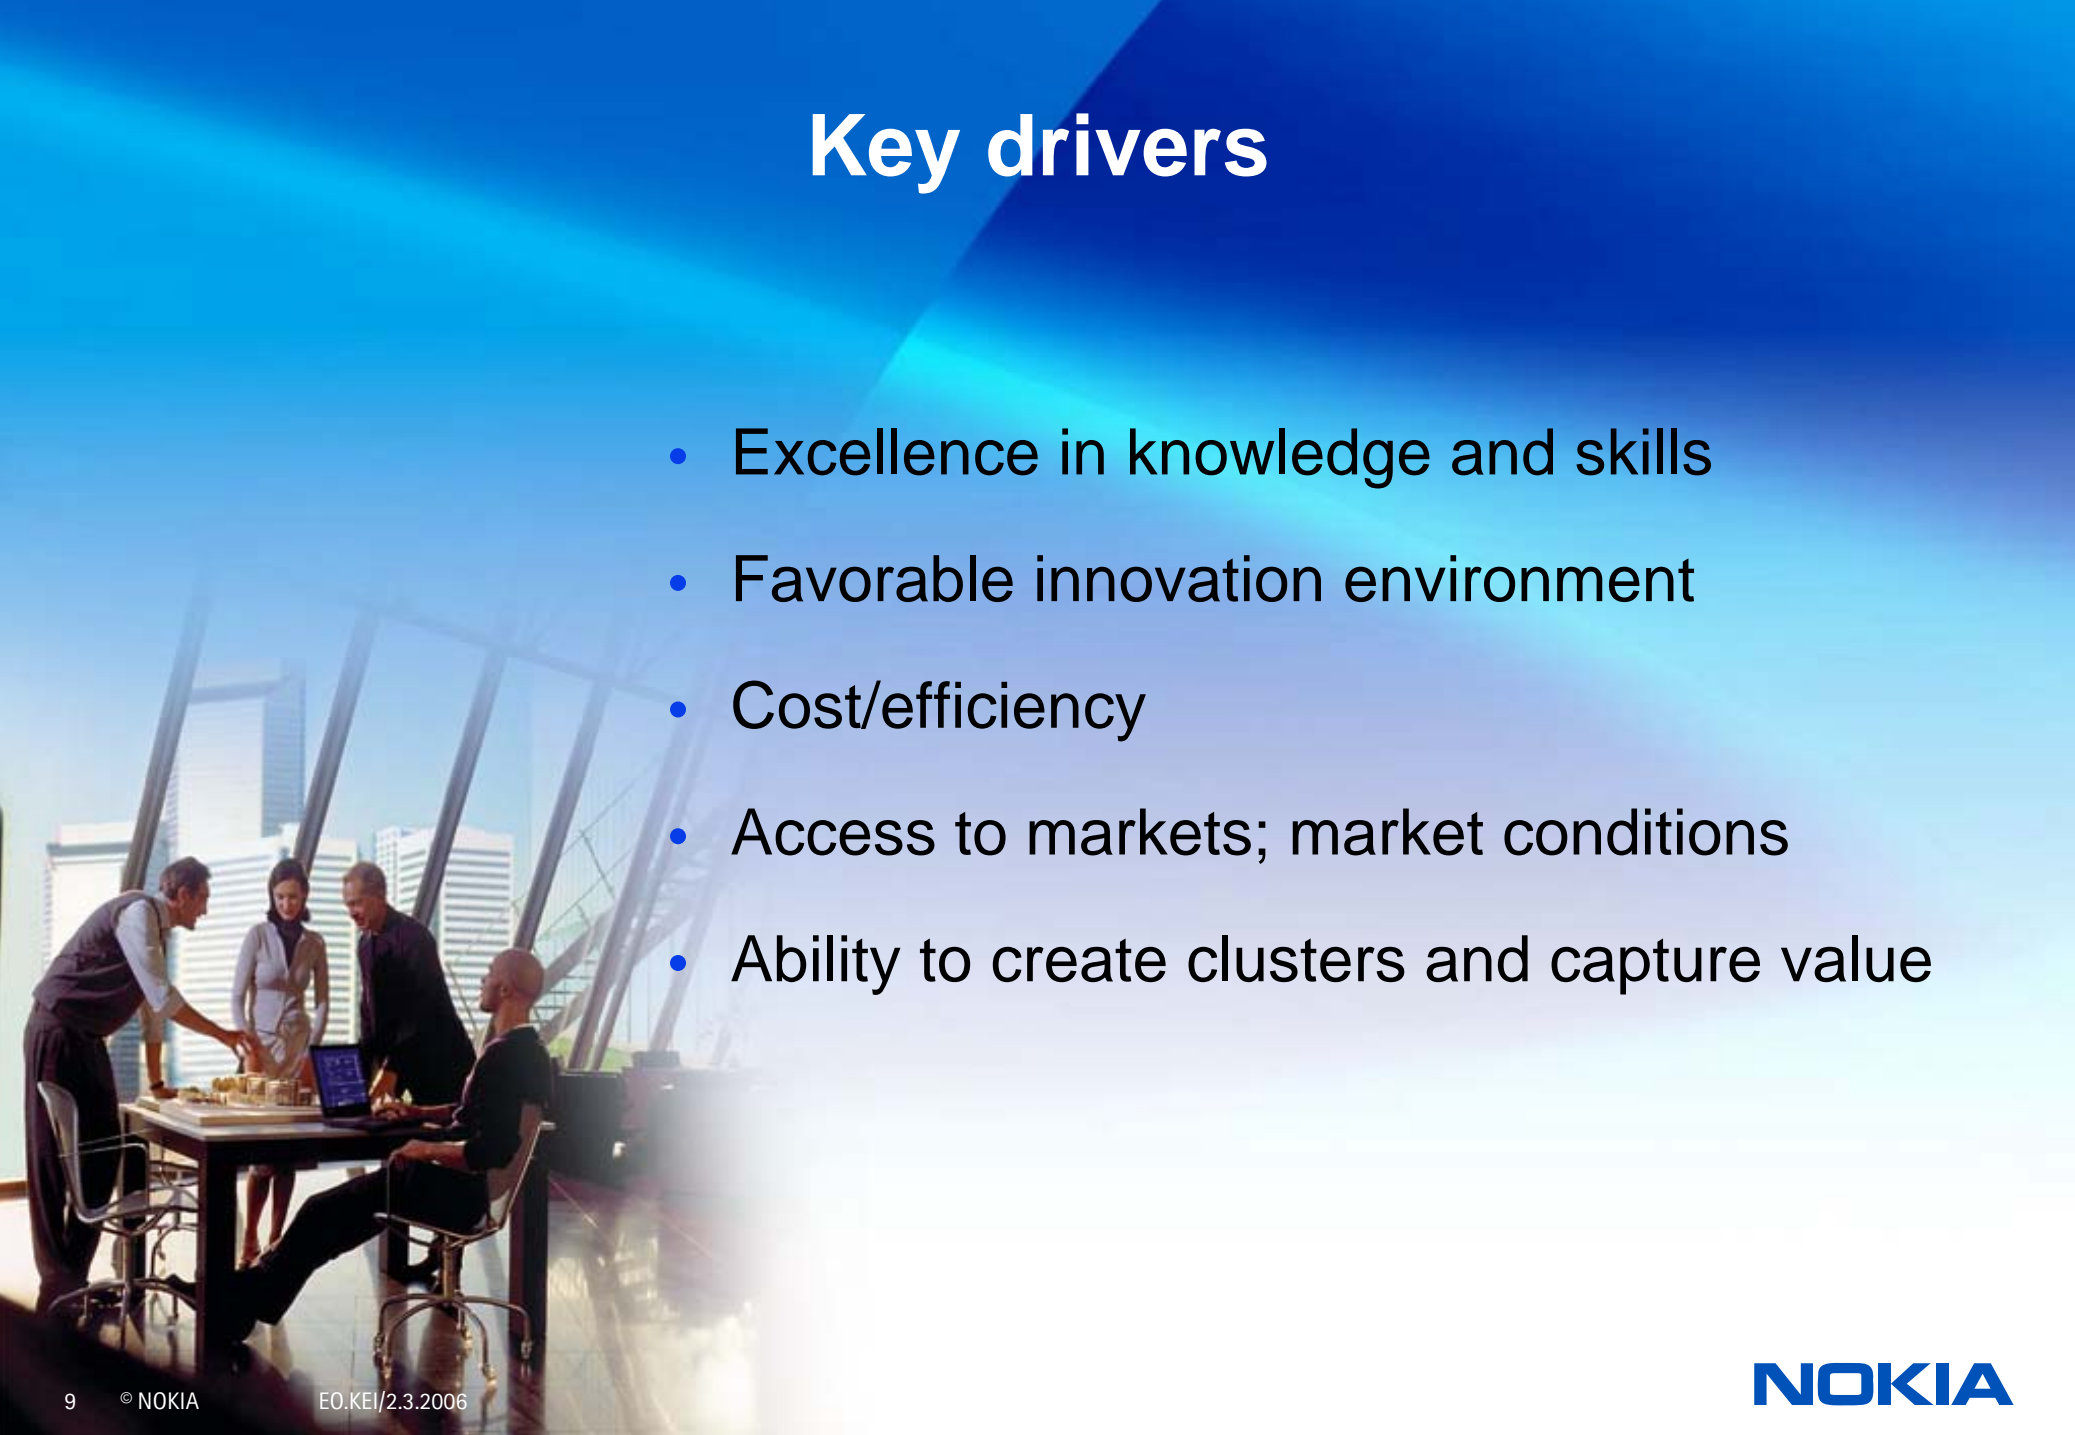 Key drivers
• Excellence in knowledge and skills
• Favorable innovation environment
• Cost/efficiency
• Access to markets; market conditions
• Ability to create clusters and capture value
9 © NOKIA EO.KEI/2.3.2006
NOKIA